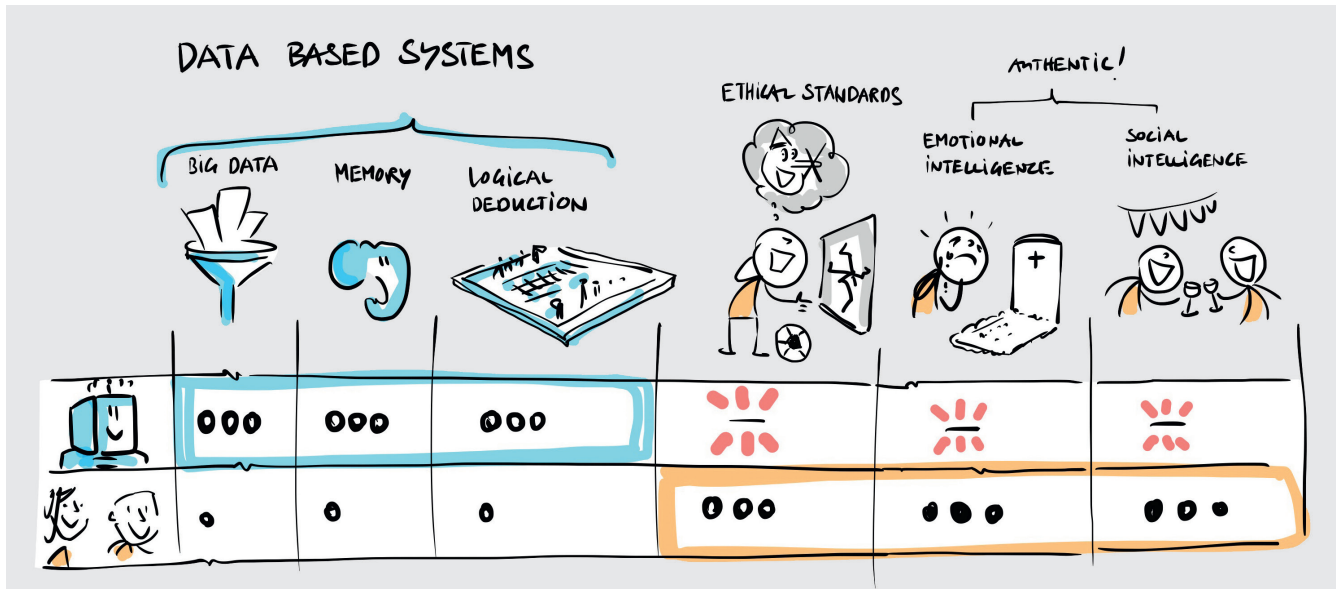 DATA BASED SYSTEMS
AUTHENTIC!
ETHICAL STANDARDS
BIG DATA
MEMORY
LOGICAL
DEDUCTION
EMOTIONAL
INTELLIGENCE
SOCIAL
INTELLIGENCE